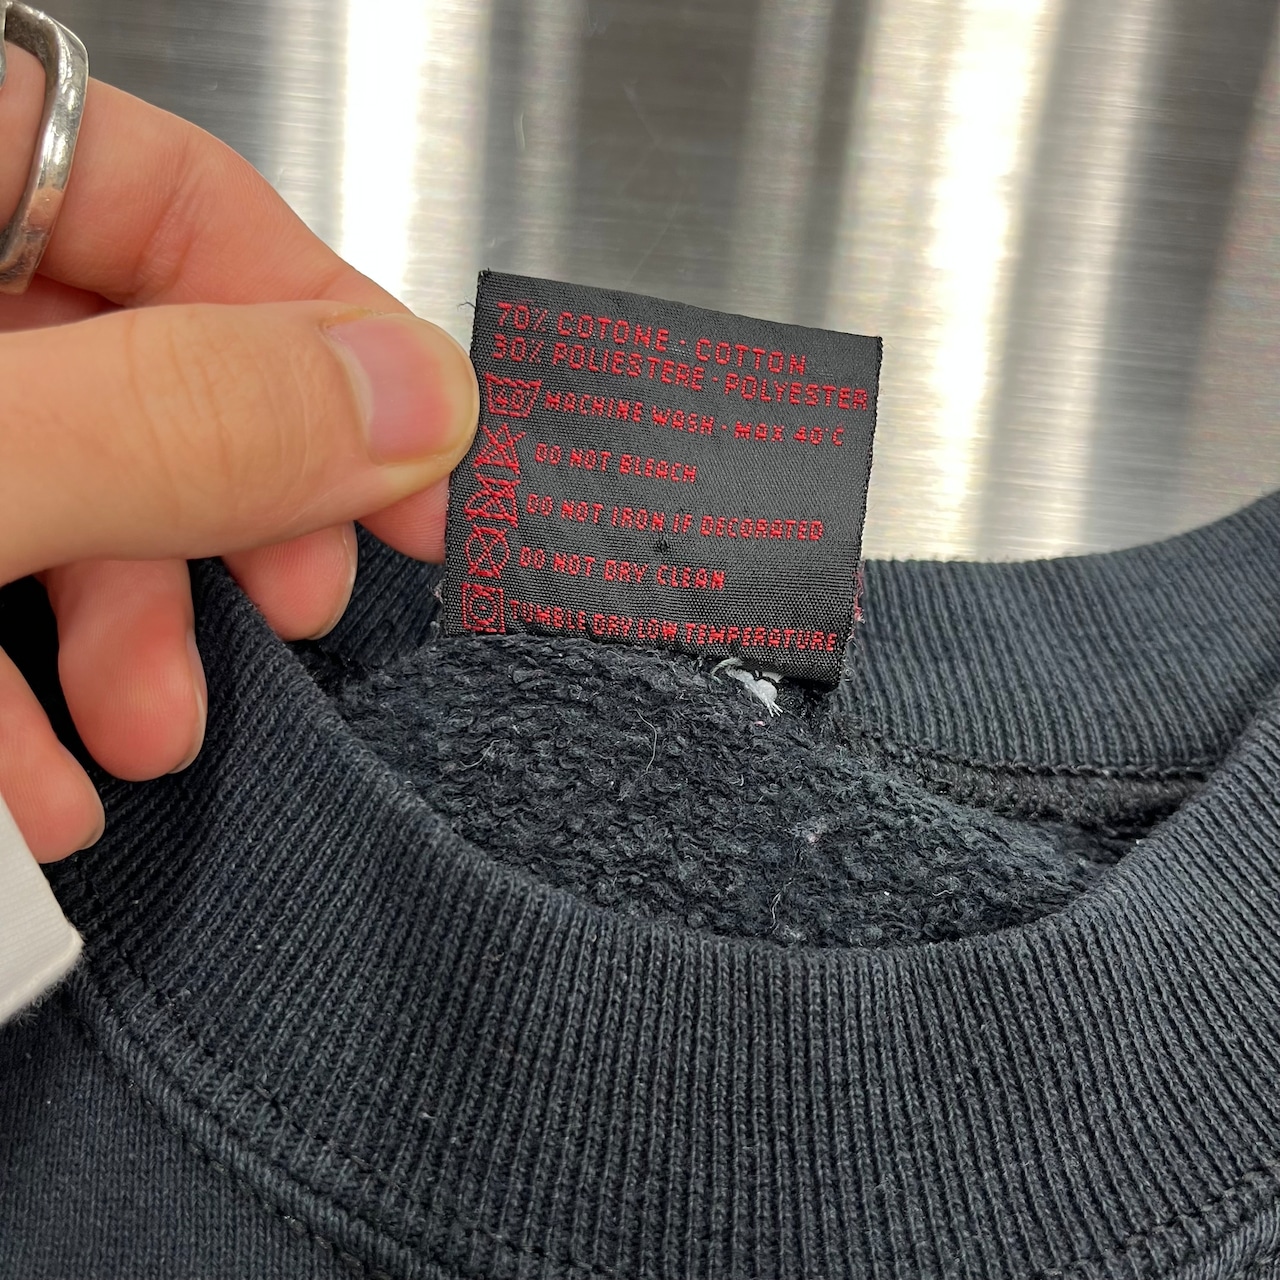 70% COTONE · COTTON
30% POLIESTERE · POLYESTER
40 MACHINE WASH · MAX 40°C
DO NOT BLEACH
DO NOT IRON IF DECORATED
DO NOT DRY CLEAN
TUMBLE DRY LOW TEMPERATURE